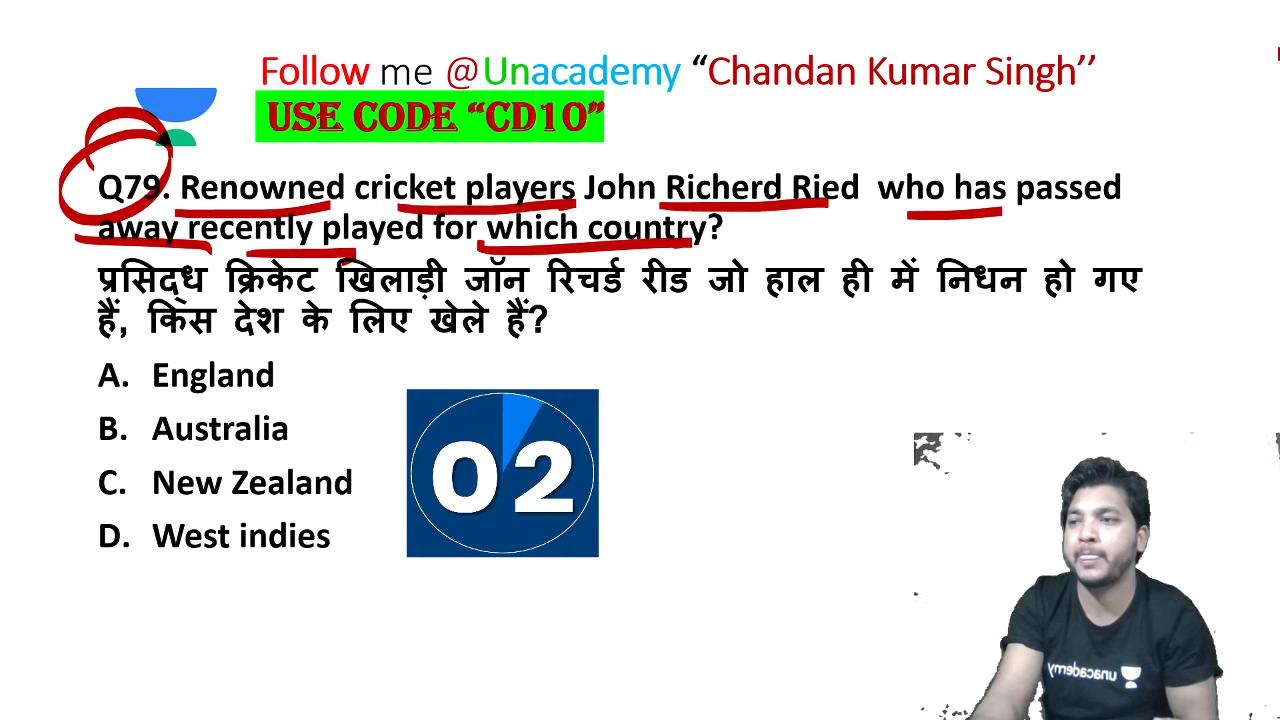 Follow me @Unacademy “Chandan Kumar Singh’’
USE CODE “CD10”
Q79. Renowned cricket players John Richerd Ried who has passed
away recently played for which country?
प्रसिद्ध क्रिकेट खिलाड़ी जॉन रिचर्ड रीड जो हाल ही में निधन हो गए
हैं, किस देश के लिए खेले हैं?
A. England
B. Australia
C. New Zealand
D. West indies
02
unacademy